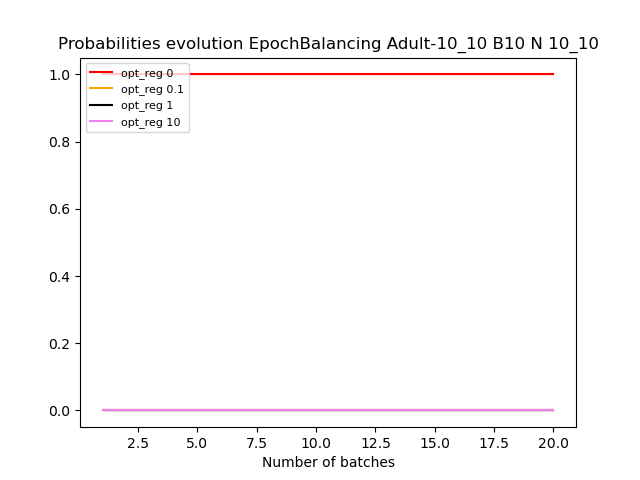 Probabilities evolution EpochBalancing Adult-10_10 B10 N 10_10
1.0
0.8
0.6
0.4
0.2
0.0
opt_reg 0
opt_reg 0.1
opt_reg 1
opt_reg 10
2.5 5.0 7.5 10.0 12.5 15.0 17.5 20.0
Number of batches